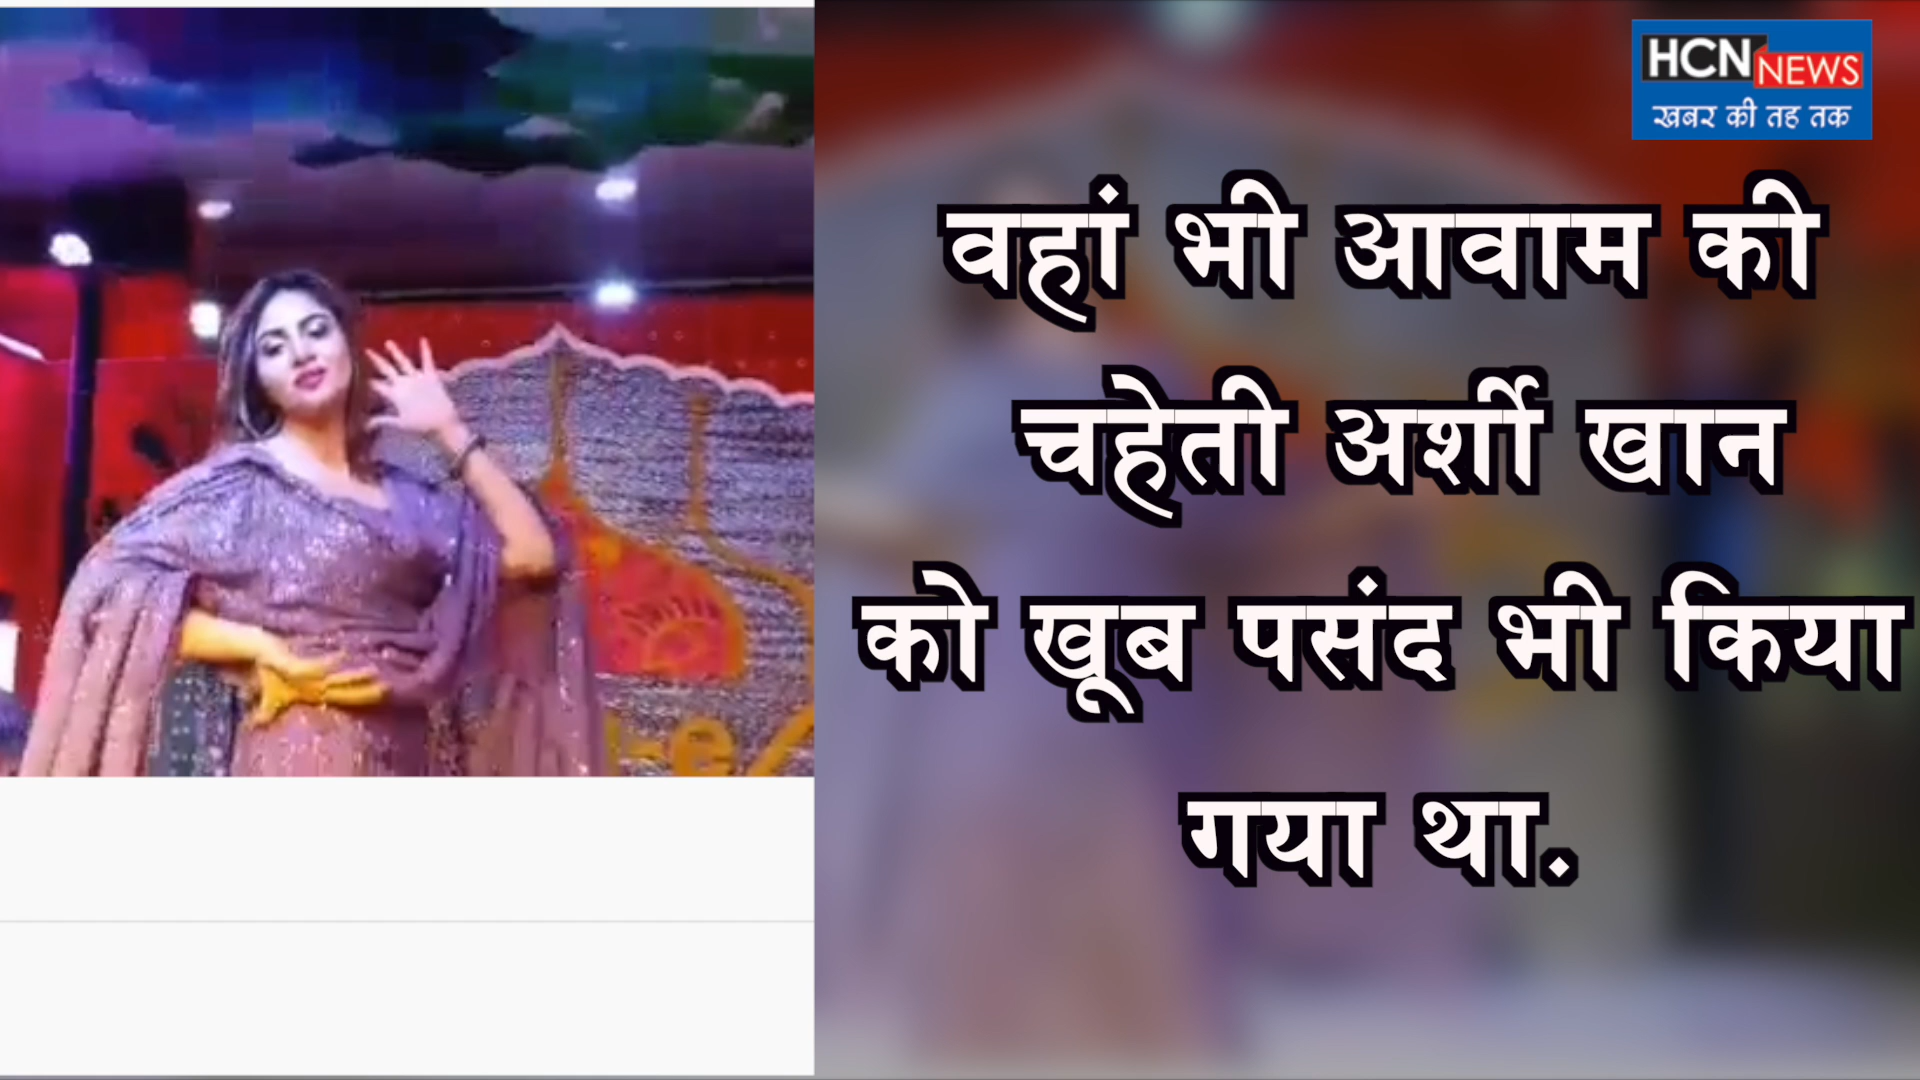 HCN NEWS
खबर की तह तक
वहां भी आवाम की
चहेती अर्शी खान
को खूब पसंद भी किया
गया था.